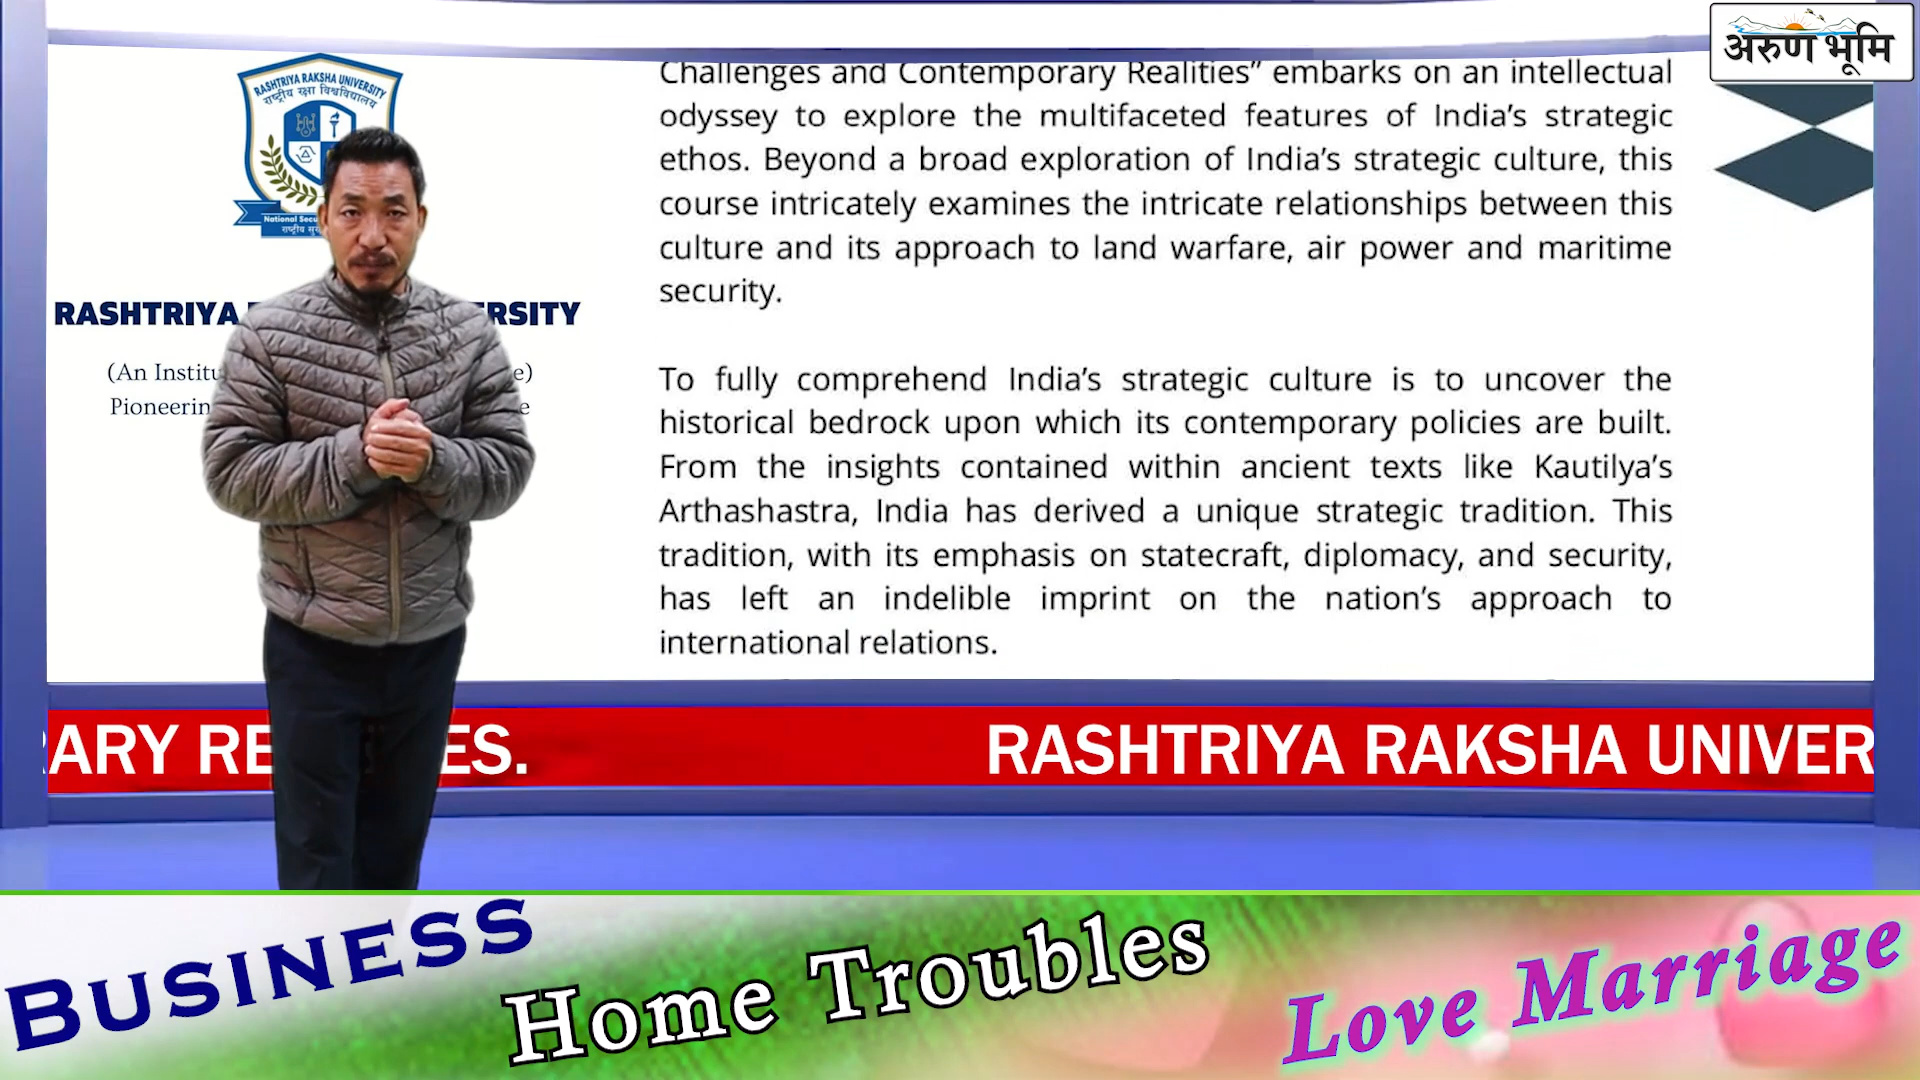 अरुण भूमि
RASHTRIYA RAKSHA UNIVERSITY
राष्ट्रीय रक्षा विश्वविद्यालय
National Secu
राष्ट्रीय सु
RASHTRIYA
RSITY
(An Institu
e)
Pioneerin
e
Challenges and Contemporary Realities” embarks on an intellectual
odyssey to explore the multifaceted features of India’s strategic
ethos. Beyond a broad exploration of India’s strategic culture, this
course intricately examines the intricate relationships between this
culture and its approach to land warfare, air power and maritime
security.
To fully comprehend India’s strategic culture is to uncover the
historical bedrock upon which its contemporary policies are built.
From the insights contained within ancient texts like Kautilya’s
Arthashastra, India has derived a unique strategic tradition. This
tradition, with its emphasis on statecraft, diplomacy, and security,
has left an indelible imprint on the nation’s approach to
international relations.
ARY RE
ES. RASHTRIYA RAKSHA UNIVER
BUSINESS
Home Troubles
Love Marriage